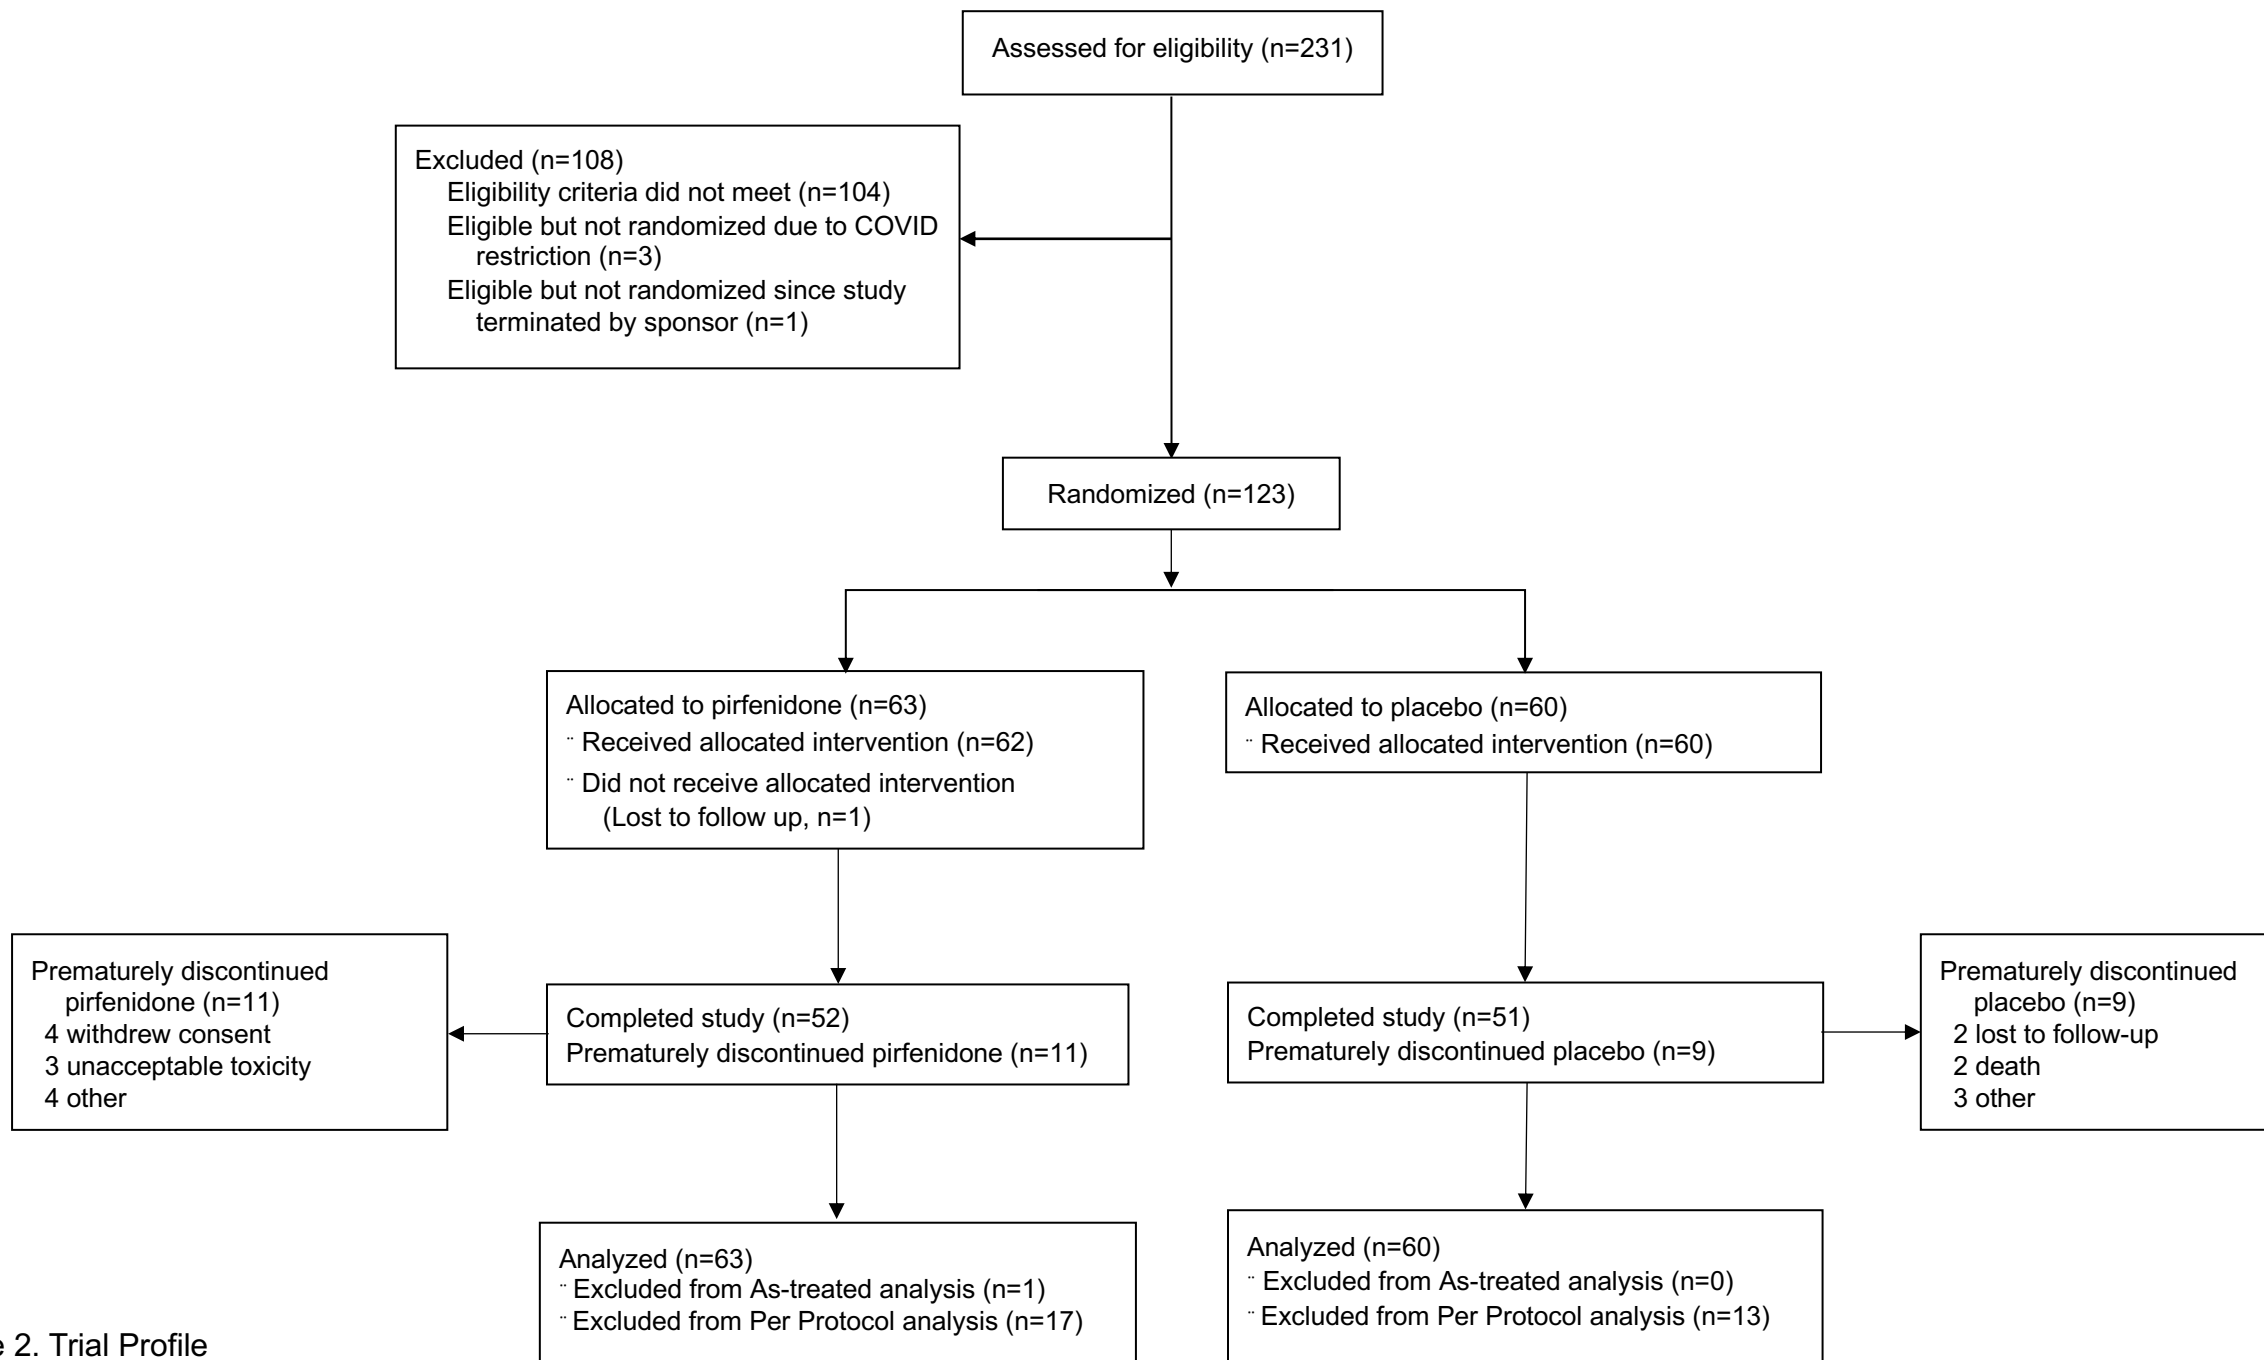 Assessed for eligibility (n=231)
Excluded (n=108)
Eligibility criteria did not meet (n=104)
Eligible but not randomized due to COVID
restriction (n=3)
Eligible but not randomized since study
terminated by sponsor (n=1)
Randomized (n=123)
Allocated to pirfenidone (n=63)
¨ Received allocated intervention (n=62)
¨ Did not receive allocated intervention
(Lost to follow up, n=1)
Allocated to placebo (n=60)
¨ Received allocated intervention (n=60)
Prematurely discontinued
pirfenidone (n=11)
4 withdrew consent
3 unacceptable toxicity
4 other
Completed study (n=52)
Prematurely discontinued pirfenidone (n=11)
Completed study (n=51)
Prematurely discontinued placebo (n=9)
Prematurely discontinued
placebo (n=9)
2 lost to follow-up
2 death
3 other
Analyzed (n=63)
¨ Excluded from As-treated analysis (n=1)
¨ Excluded from Per Protocol analysis (n=17)
Analyzed (n=60)
¨ Excluded from As-treated analysis (n=0)
¨ Excluded from Per Protocol analysis (n=13)
2. Trial Profile